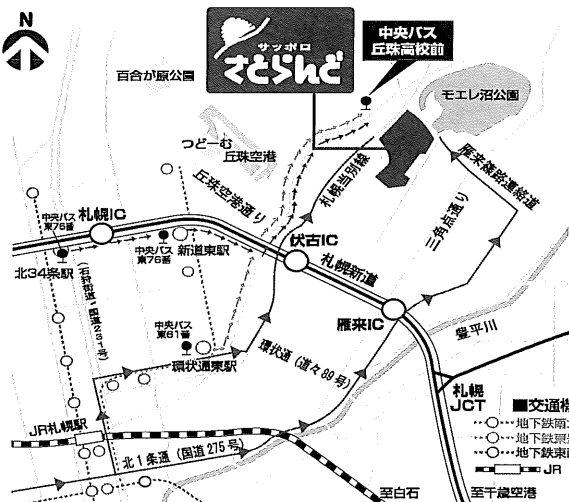 N
サッポロ
さとらんど
中央バス
丘珠高校前
百合が原公園
モエレ沼公園
つどーむ
丘珠空港
丘珠空港通り
札幌当別線
雁来篠路連絡道
三角点通り
中央バス
東76番
札幌IC
中央バス
東76番
新道東駅
北34条駅
伏古IC
札幌新道
雁来IC
豊平川
中央バス
東61番
環状通東駅
環状通(道々89号)
札幌
JCT
JR札幌駅
北1条通(国道275号)
■交通機
地下鉄南北
地下鉄東
地下鉄東西
JR
至白石
至千歳空港